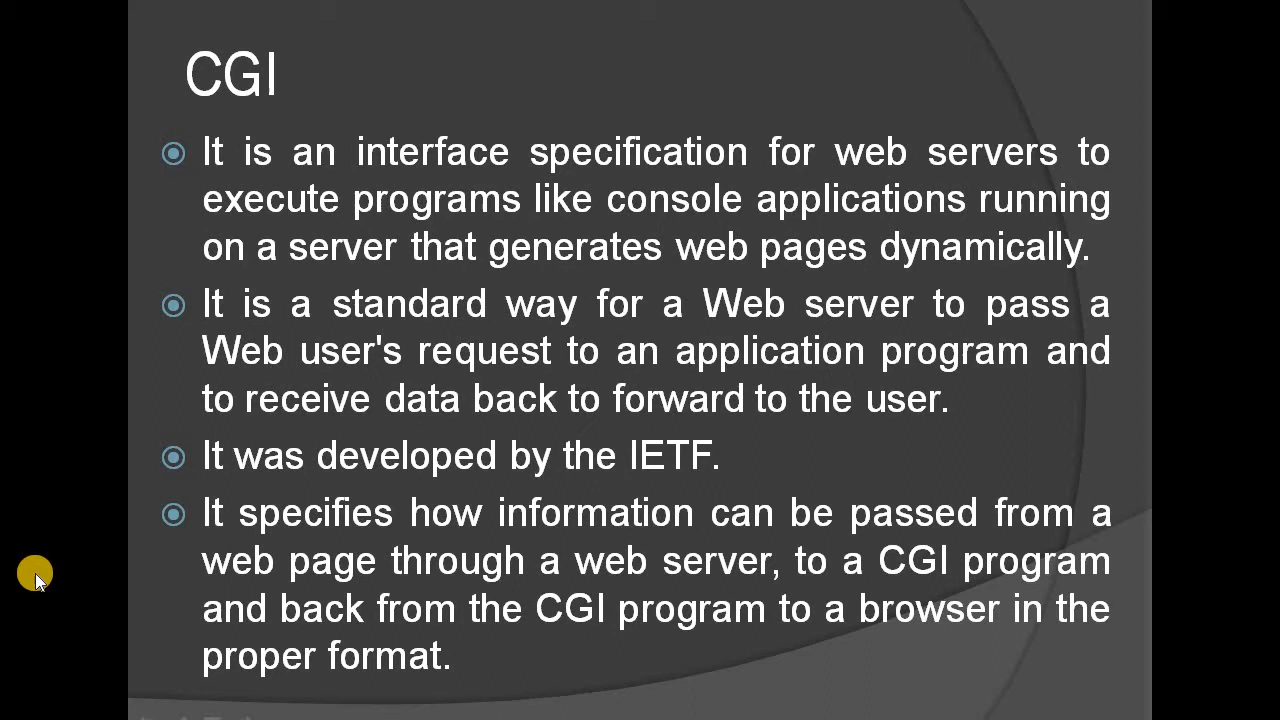 CGI
It is an interface specification for web servers to
execute programs like console applications running
on a server that generates web pages dynamically.
It is a standard way for a Web server to pass a
Web user's request to an application program and
to receive data back to forward to the user.
It was developed by the IETF.
It specifies how information can be passed from a
web page through a web server, to a CGI program
and back from the CGI program to a browser in the
proper format.